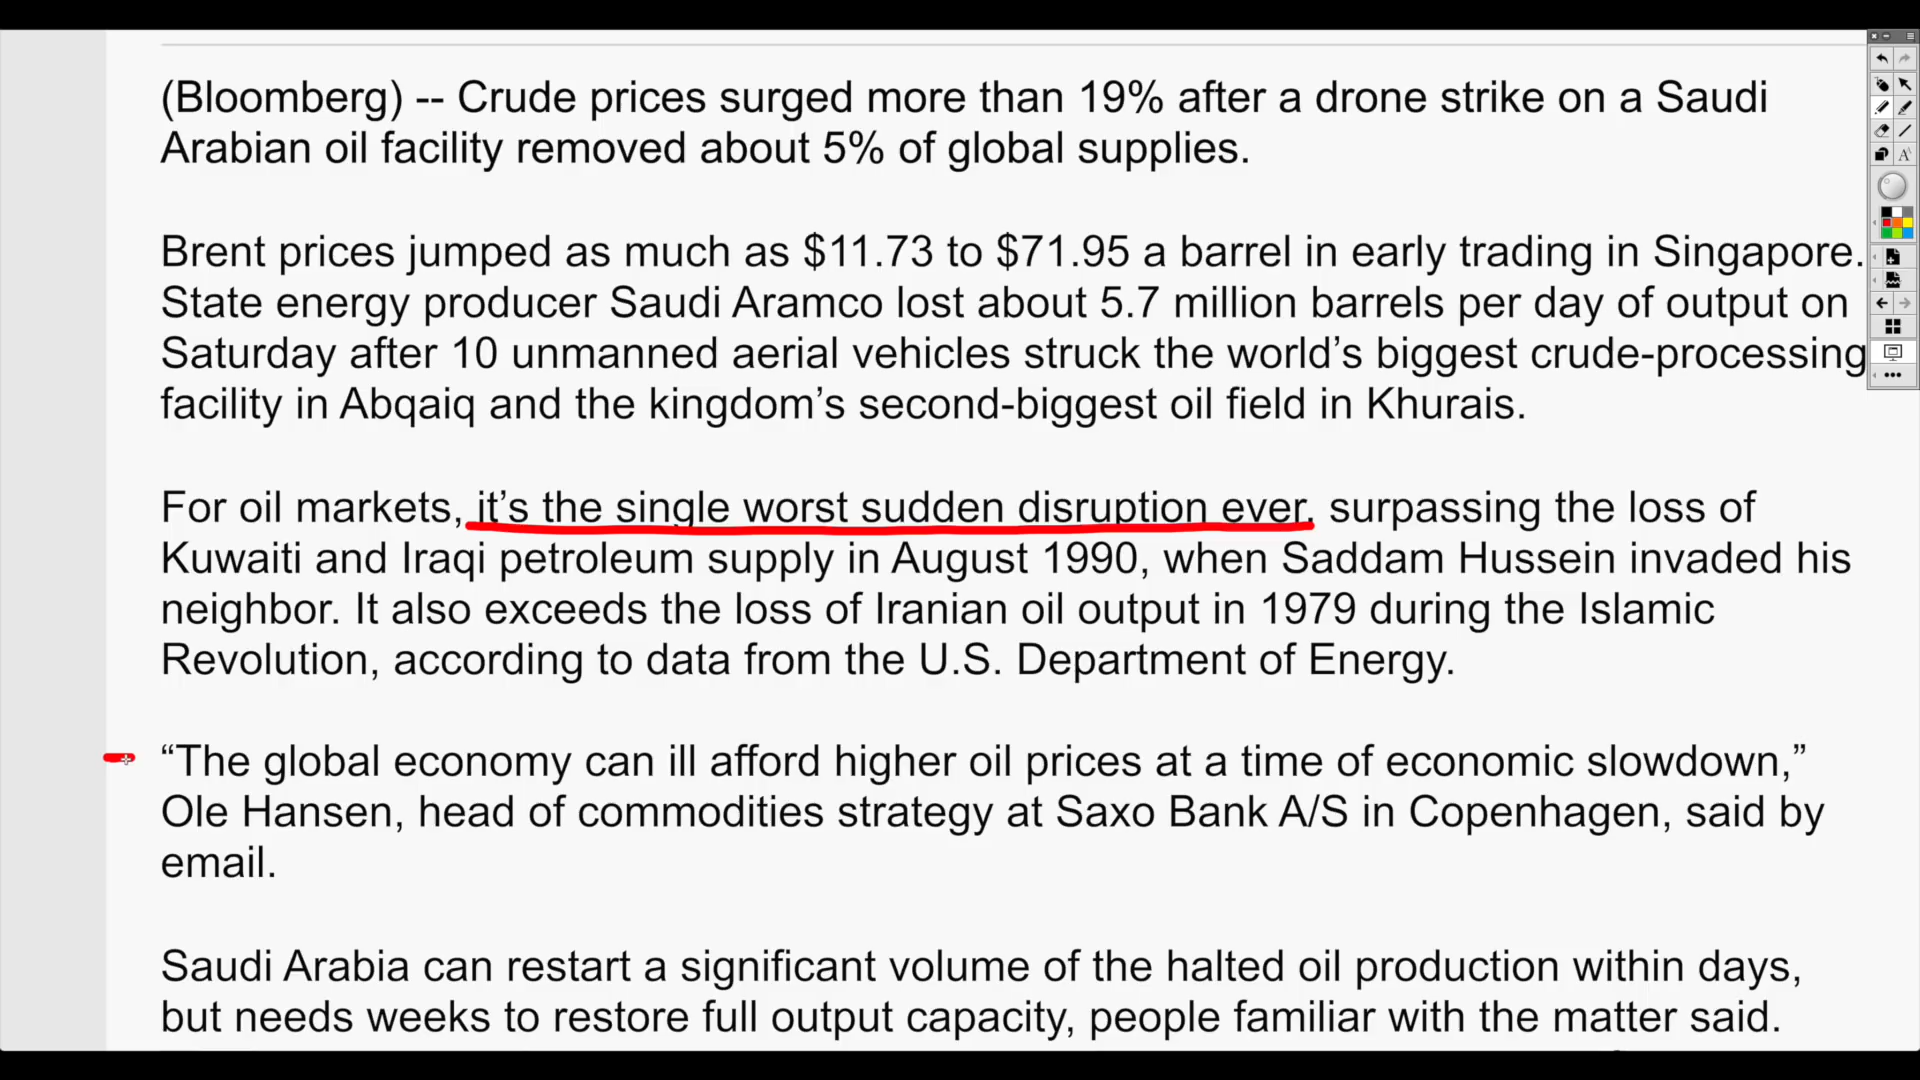 (Bloomberg) -- Crude prices surged more than 19% after a drone strike on a Saudi
Arabian oil facility removed about 5% of global supplies.
Brent prices jumped as much as $11.73 to $71.95 a barrel in early trading in Singapore.
State energy producer Saudi Aramco lost about 5.7 million barrels per day of output on
Saturday after 10 unmanned aerial vehicles struck the world’s biggest crude-processing
facility in Abqaiq and the kingdom’s second-biggest oil field in Khurais.
For oil markets, it’s the single worst sudden disruption ever, surpassing the loss of
Kuwaiti and Iraqi petroleum supply in August 1990, when Saddam Hussein invaded his
neighbor. It also exceeds the loss of Iranian oil output in 1979 during the Islamic
Revolution, according to data from the U.S. Department of Energy.
“The global economy can ill afford higher oil prices at a time of economic slowdown,”
Ole Hansen, head of commodities strategy at Saxo Bank A/S in Copenhagen, said by
email.
Saudi Arabia can restart a significant volume of the halted oil production within days,
but needs weeks to restore full output capacity, people familiar with the matter said.